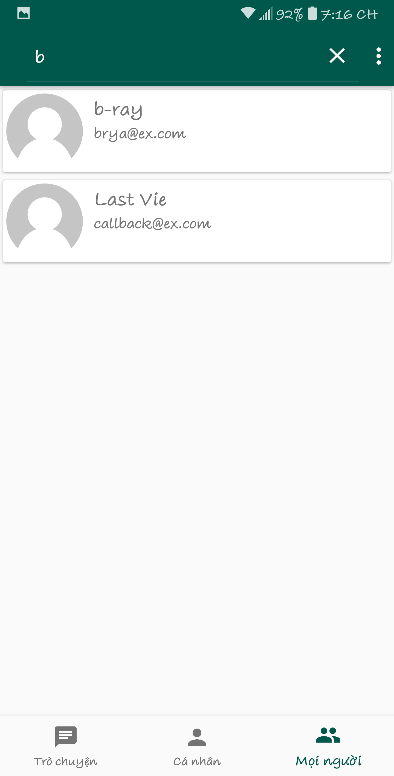 92% 7:16 CH
b
b-ray
brya@ex.com
Last Vie
callback@ex.com
Trò chuyện
Cá nhân
Mọi người